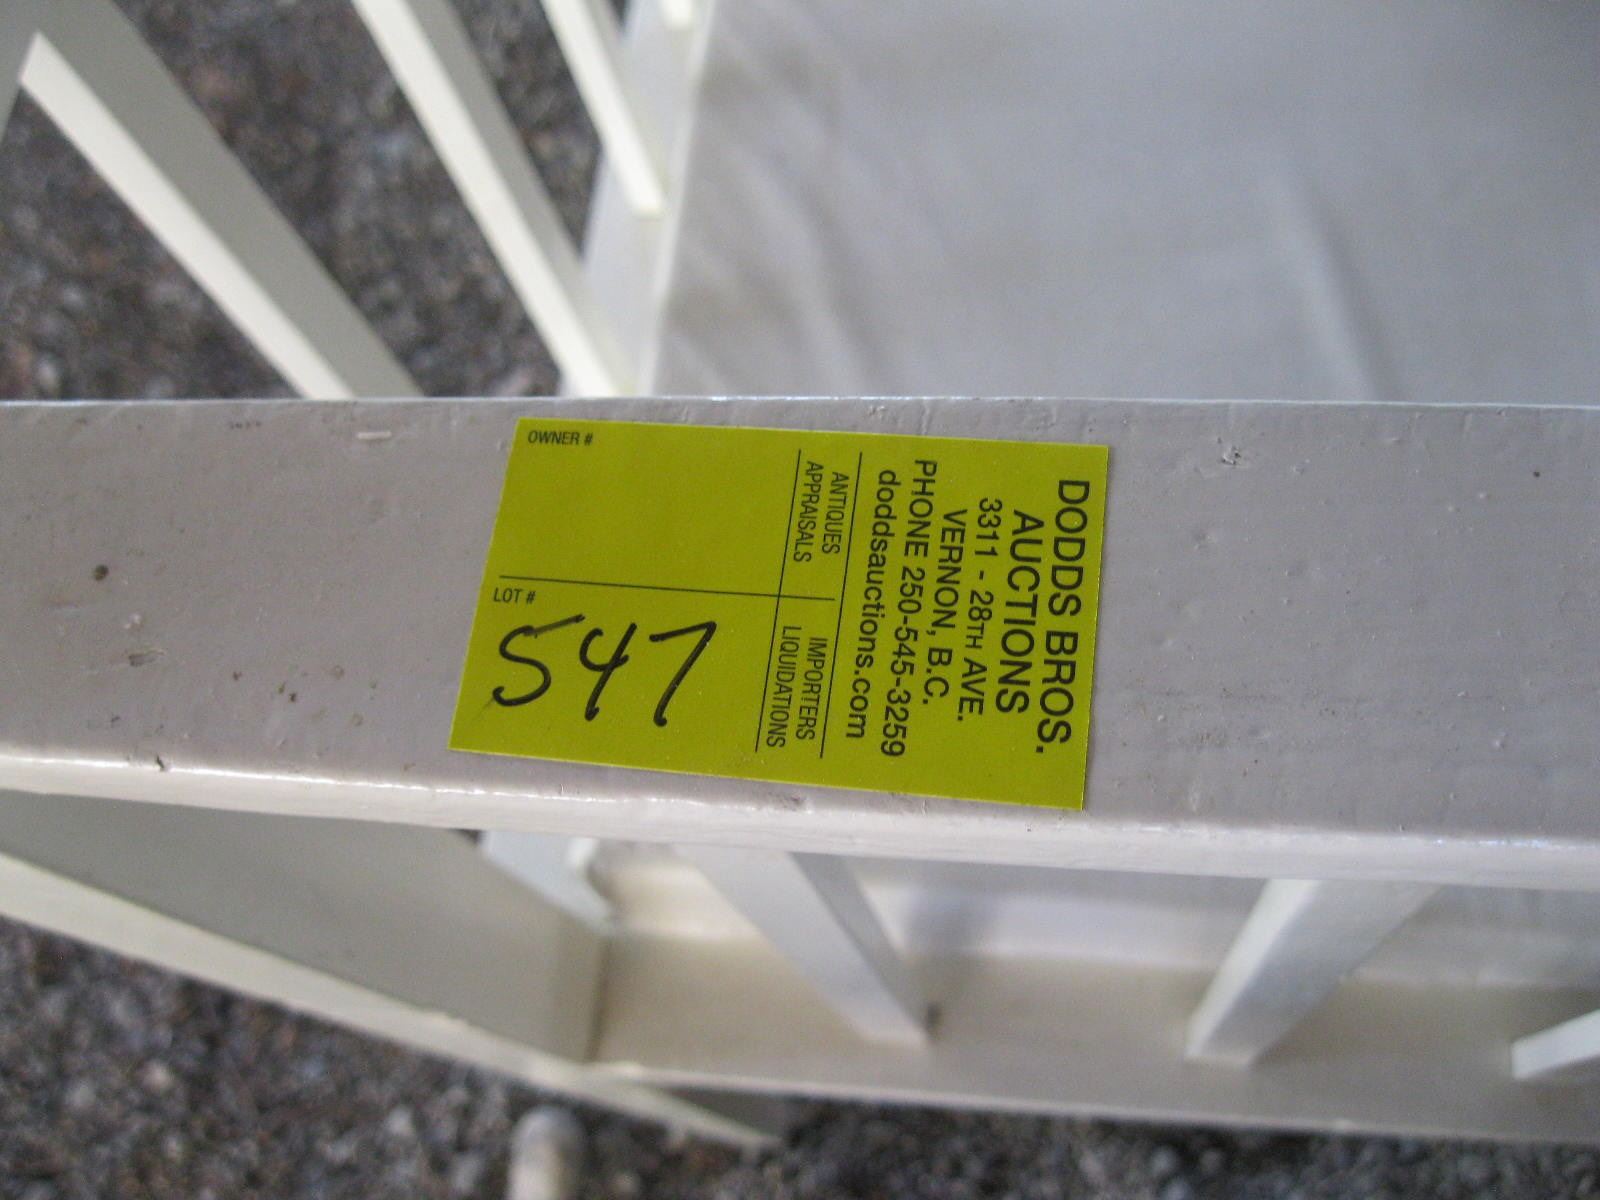 DODDS BROS.
AUCTIONS
3311 - 28TH AVE.
VERNON, B.C.
PHONE 250-545-3259
doddsauctions.com
ANTIQUES
APPRAISALS
IMPORTERS
LIQUIDATIONS
OWNER #
LOT #
547